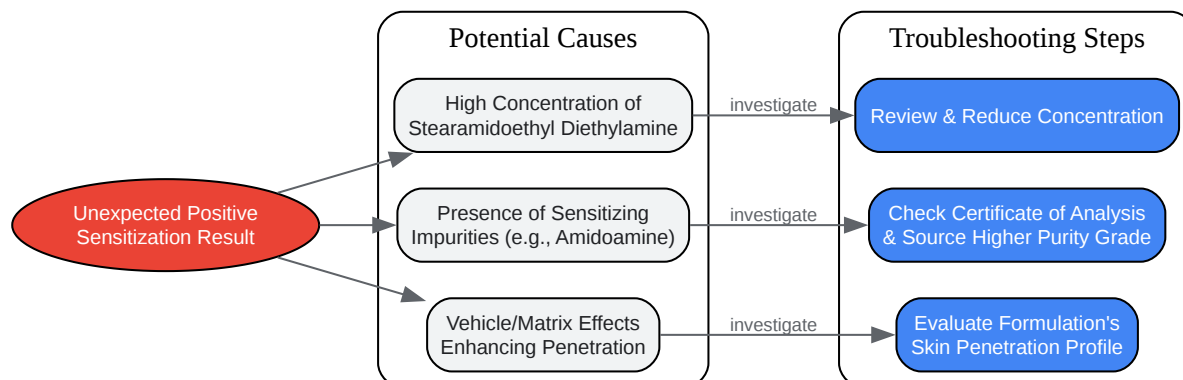 Potential Causes
Troubleshooting Steps
High Concentration of
Stearamidoethyl Diethylamine
investigate
Review & Reduce Concentration
Unexpected Positive
Sensitization Result
Presence of Sensitizing
Impurities (e.g., Amidoamine)
investigate
Check Certificate of Analysis
& Source Higher Purity Grade
Vehicle/Matrix Effects
Enhancing Penetration
investigate
Evaluate Formulation's
Skin Penetration Profile